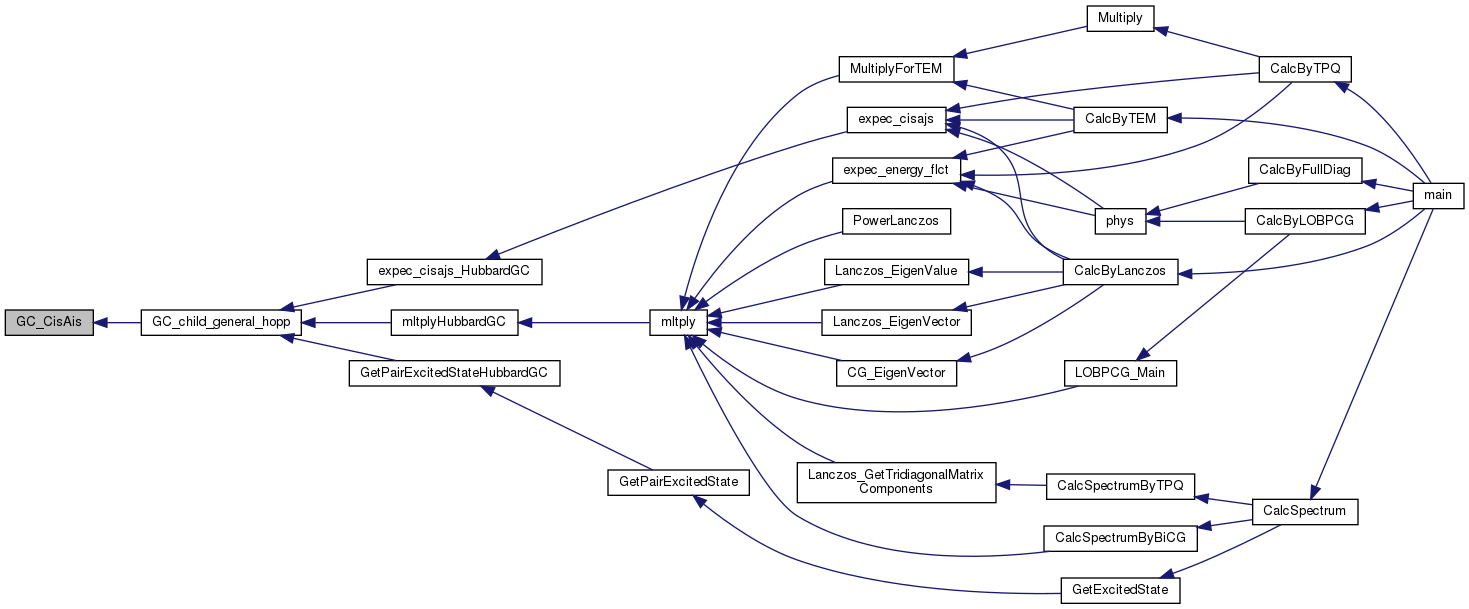 GC_CisAis
GC_child_general_hopp
expec_cisajs_HubbardGC
mltplyHubbardGC
GetPairExcitedStateHubbardGC
mltply
GetPairExcitedState
MultiplyForTEM
expec_cisajs
expec_energy_flct
PowerLanczos
Lanczos_EigenValue
Lanczos_EigenVector
CG_EigenVector
Lanczos_GetTridiagonalMatrix
Components
Multiply
CalcByTEM
phys
CalcByLanczos
LOBPCG_Main
CalcSpectrumByTPQ
CalcSpectrumByBiCG
GetExcitedState
CalcByTPQ
CalcByFullDiag
CalcByLOBPCG
CalcSpectrum
main